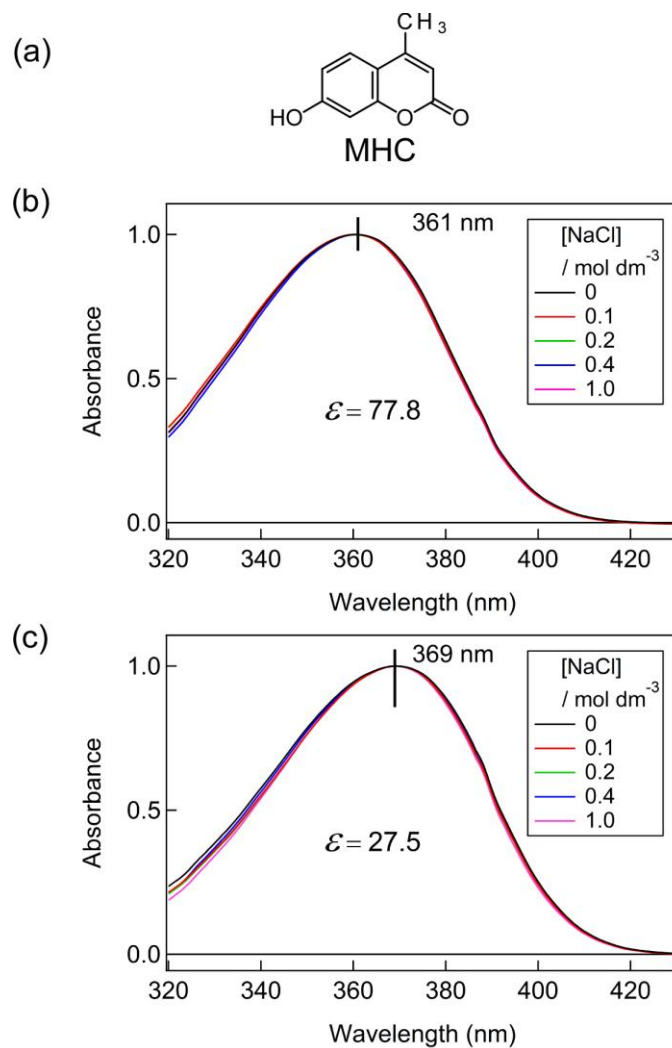 (a)
CH3
HO
O
O
MHC
(b)
361 nm
[NaCl]
/ mol dm-3
0
0.1
0.2
0.4
1.0
1.0
0.5
0.0
Absorbance
ε = 77.8
320
340
360
380
400
420
Wavelength (nm)
(c)
369 nm
[NaCl]
/ mol dm-3
0
0.1
0.2
0.4
1.0
1.0
0.5
0.0
Absorbance
ε = 27.5
320
340
360
380
400
420
Wavelength (nm)